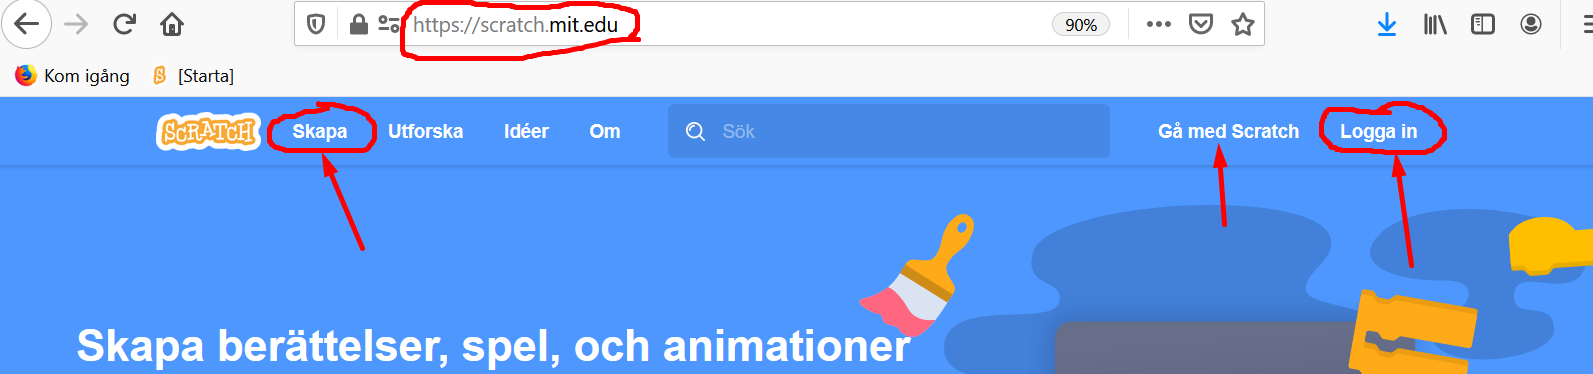 https://scratch.mit.edu
90%
Kom igång [Starta]
SCRATCH Skapa Utforska Idéer Om Sök Gå med Scratch Logga in
Skapa berättelser, spel, och animationer